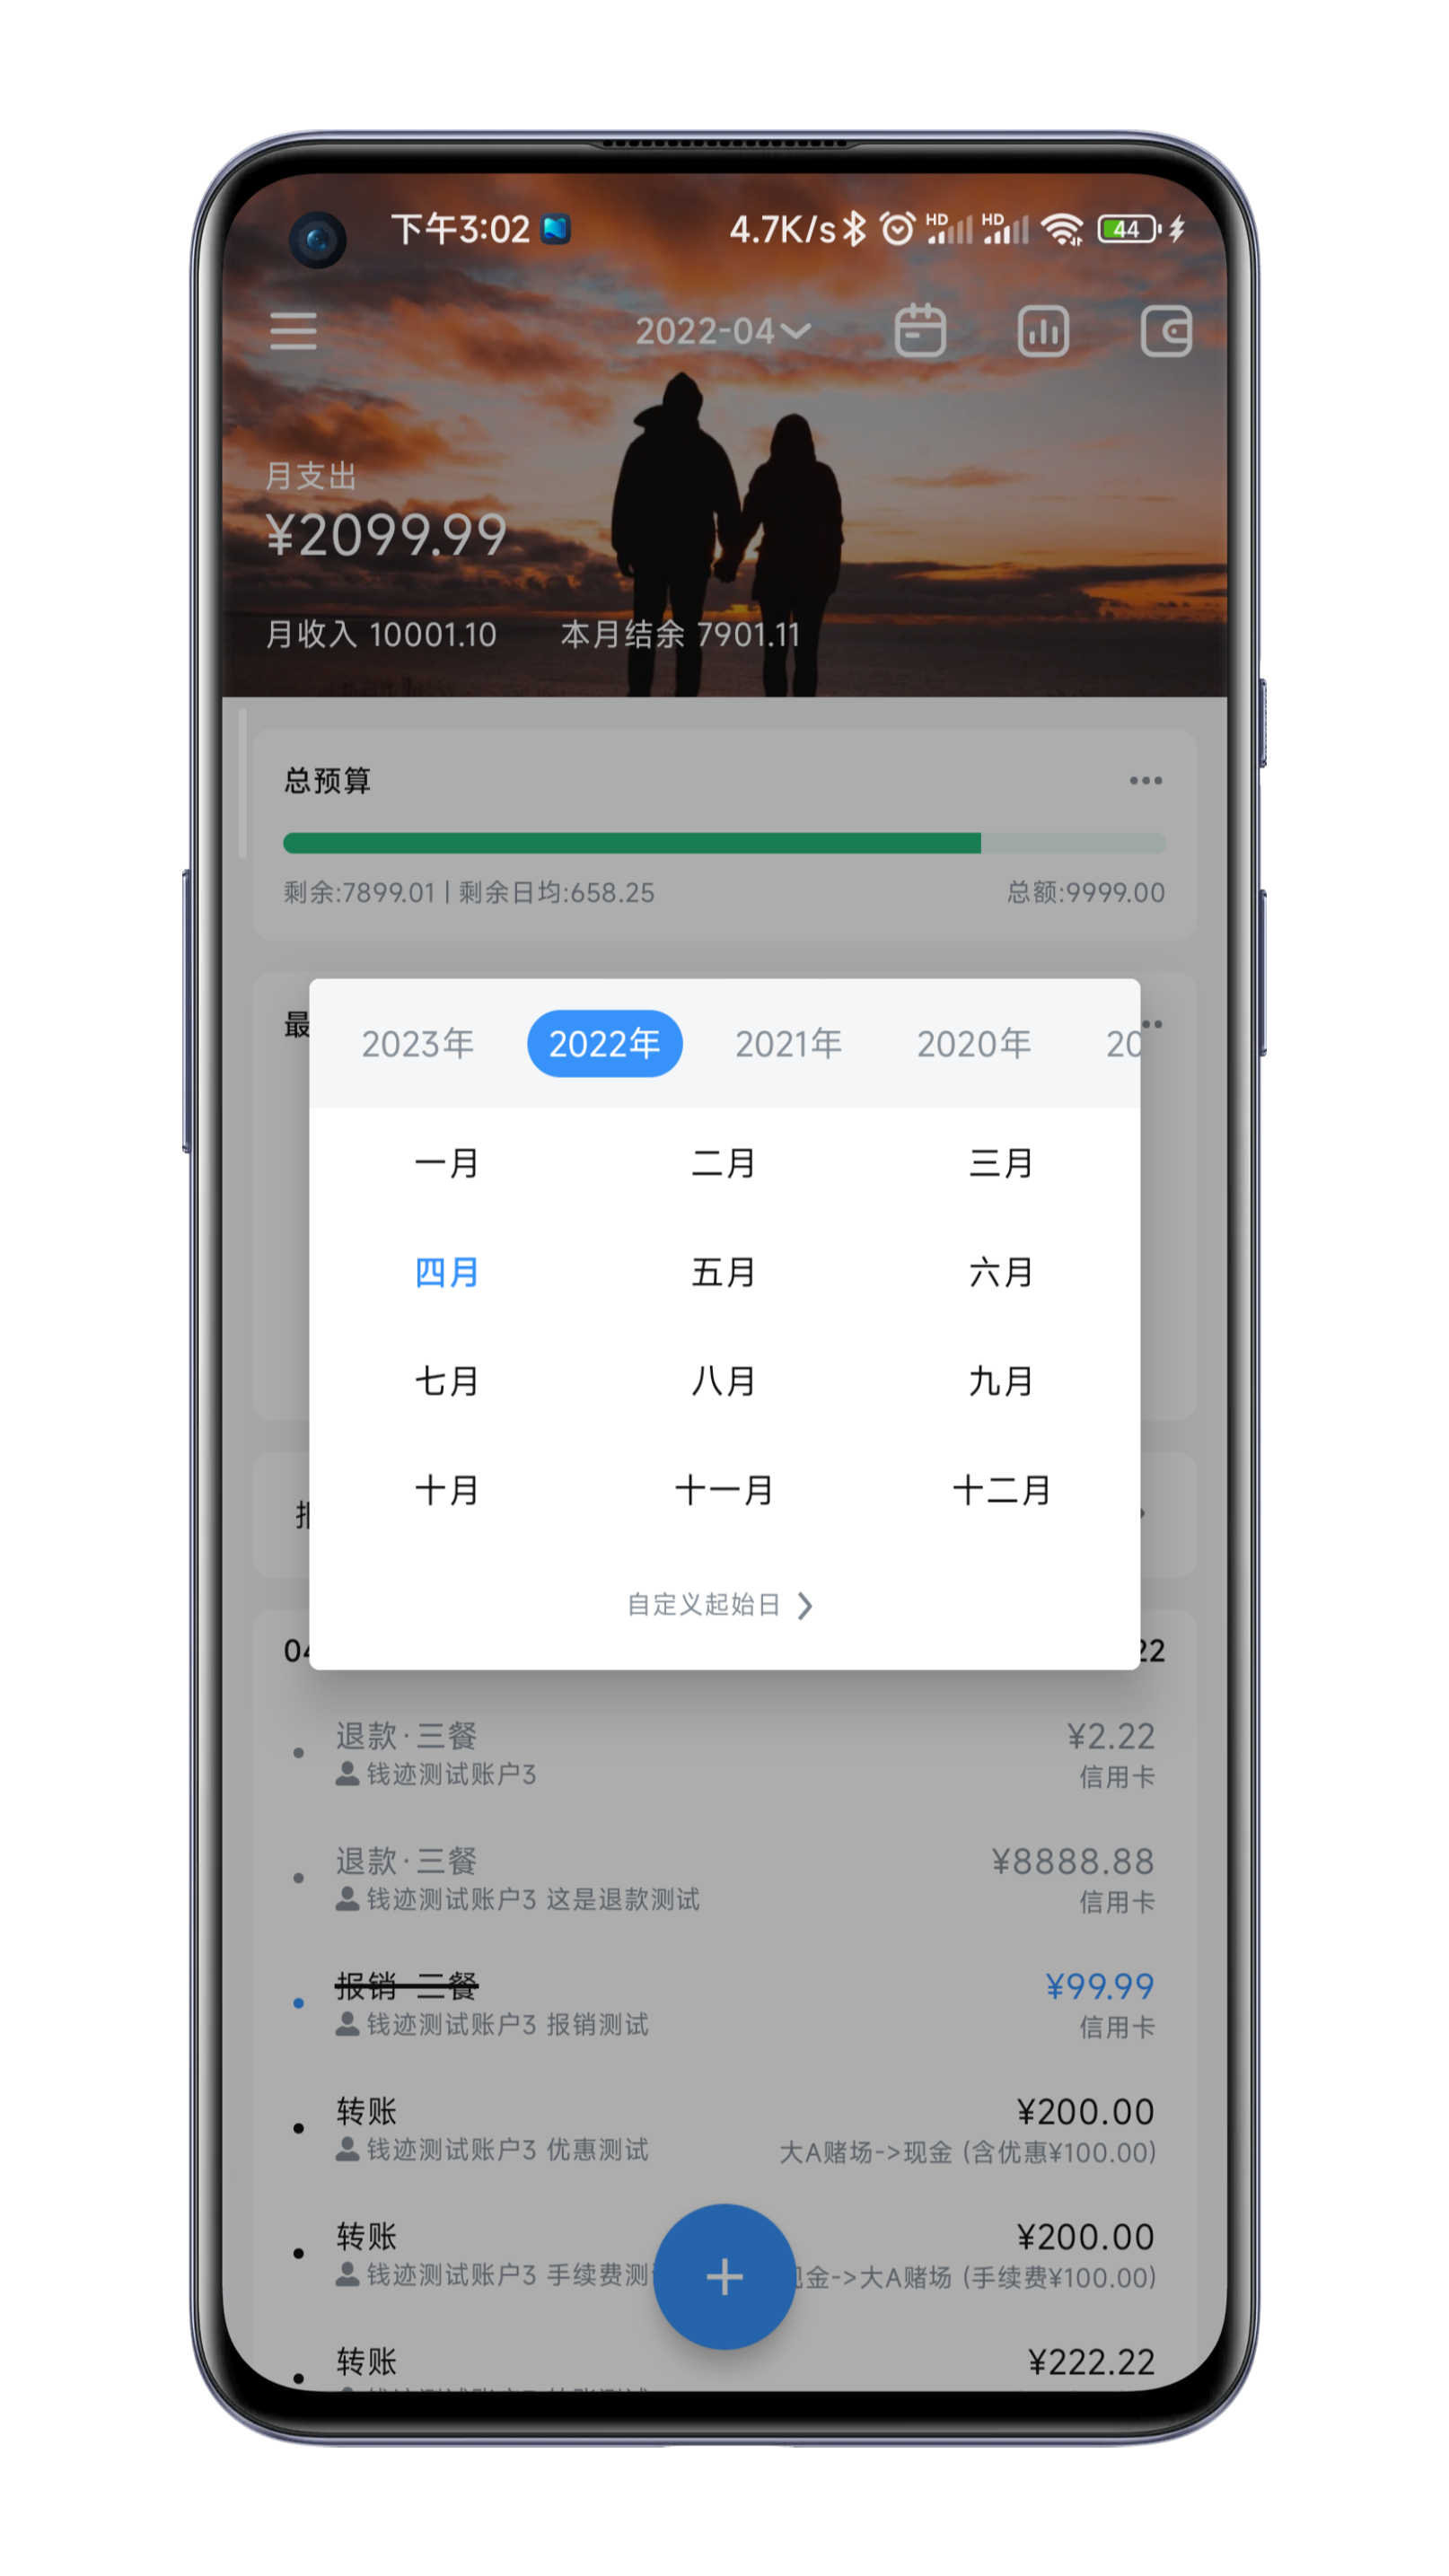 下午3:02 4.7K/s HD HD 44
2022-04
月支出
¥2099.99
月收入 10001.10 本月结余 7901.11
总预算
剩余:7899.01 | 剩余日均:658.25 总额:9999.00
最
2023年 2022年 2021年 2020年 20
一月 二月 三月
四月 五月 六月
七月 八月 九月
十月 十一月 十二月
自定义起始日
04 22
退款·三餐 ¥2.22
钱迹测试账户3 信用卡
退款·三餐 ¥8888.88
钱迹测试账户3 这是退款测试 信用卡
报销·三餐 ¥99.99
钱迹测试账户3 报销测试 信用卡
转账 ¥200.00
钱迹测试账户3 优惠测试 大A赌场->现金 (含优惠¥100.00)
转账 ¥200.00
钱迹测试账户3 手续费测 金->大A赌场 (手续费¥100.00)
转账 ¥222.22